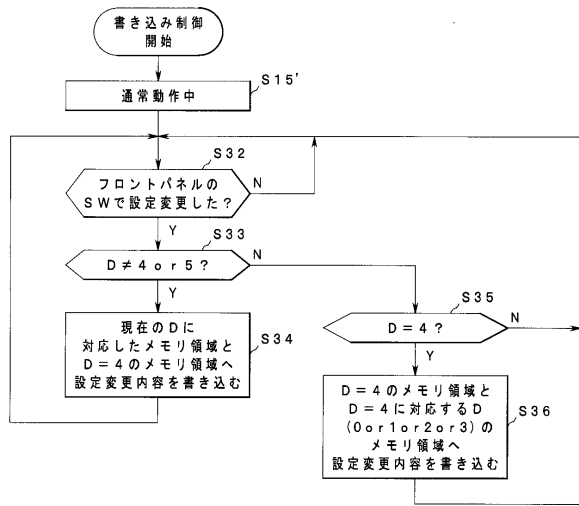 書き込み制御
開始
S15'
通常動作中
S32
フロントパネルの
SWで設定変更した?
N
Y
S33
D≠4or5?
N
Y
S34
現在のDに
対応したメモリ領域と
D=4のメモリ領域へ
設定変更内容を書き込む
S35
D=4?
N
Y
S36
D=4のメモリ領域と
D=4に対応するD
(0or1or2or3)の
メモリ領域へ
設定変更内容を書き込む